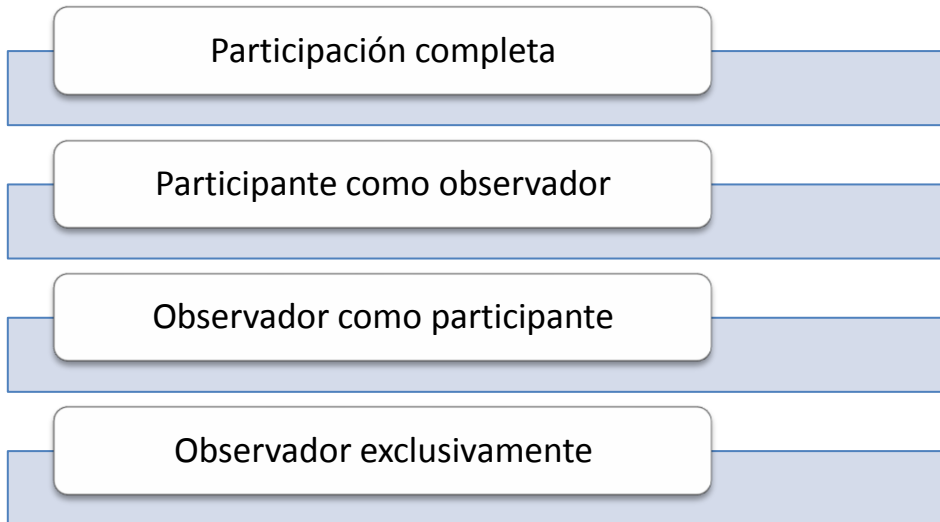 Participación completa
Participante como observador
Observador como participante
Observador exclusivamente